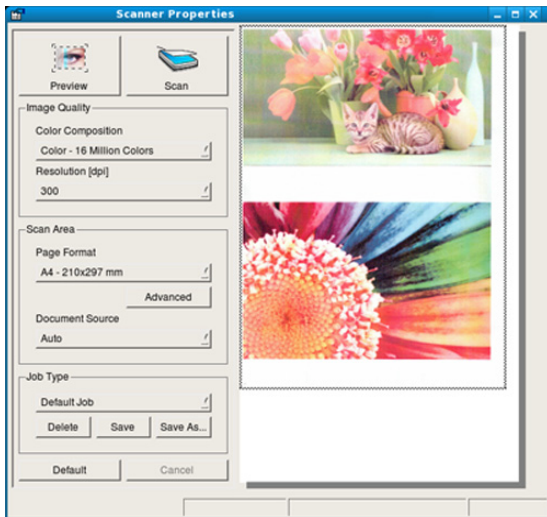 Scanner Properties
Preview
Scan
Image Quality
Color Composition
Color - 16 Million Colors
Resolution [dpi]
300
Scan Area
Page Format
A4 - 210x297 mm
Advanced
Document Source
Auto
Job Type
Default Job
Delete
Save
Save As...
Default
Cancel